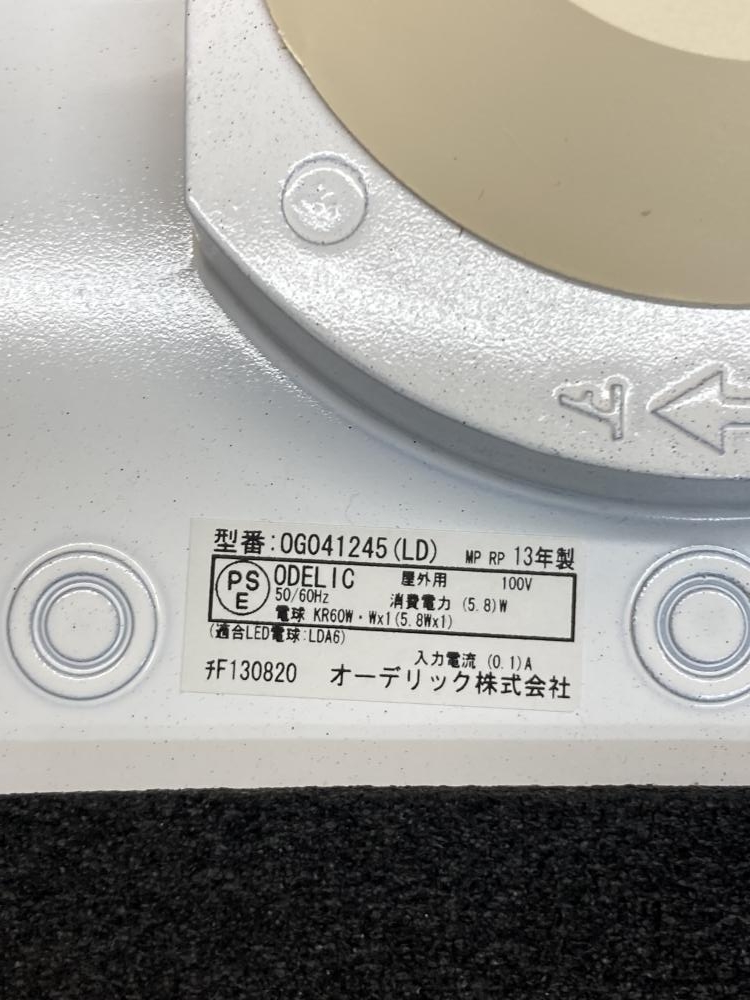 型番:OG041245(LD) MP RP 13年製
PS E ODELIC 屋外用 100V
50/60Hz 消費電力 (5.8)W
電球 KR60W・Wx1(5.8Wx1)
(適合LED電球:LDA6)
入力電流 (0.1)A
ﾁF130820 オーデリック株式会社